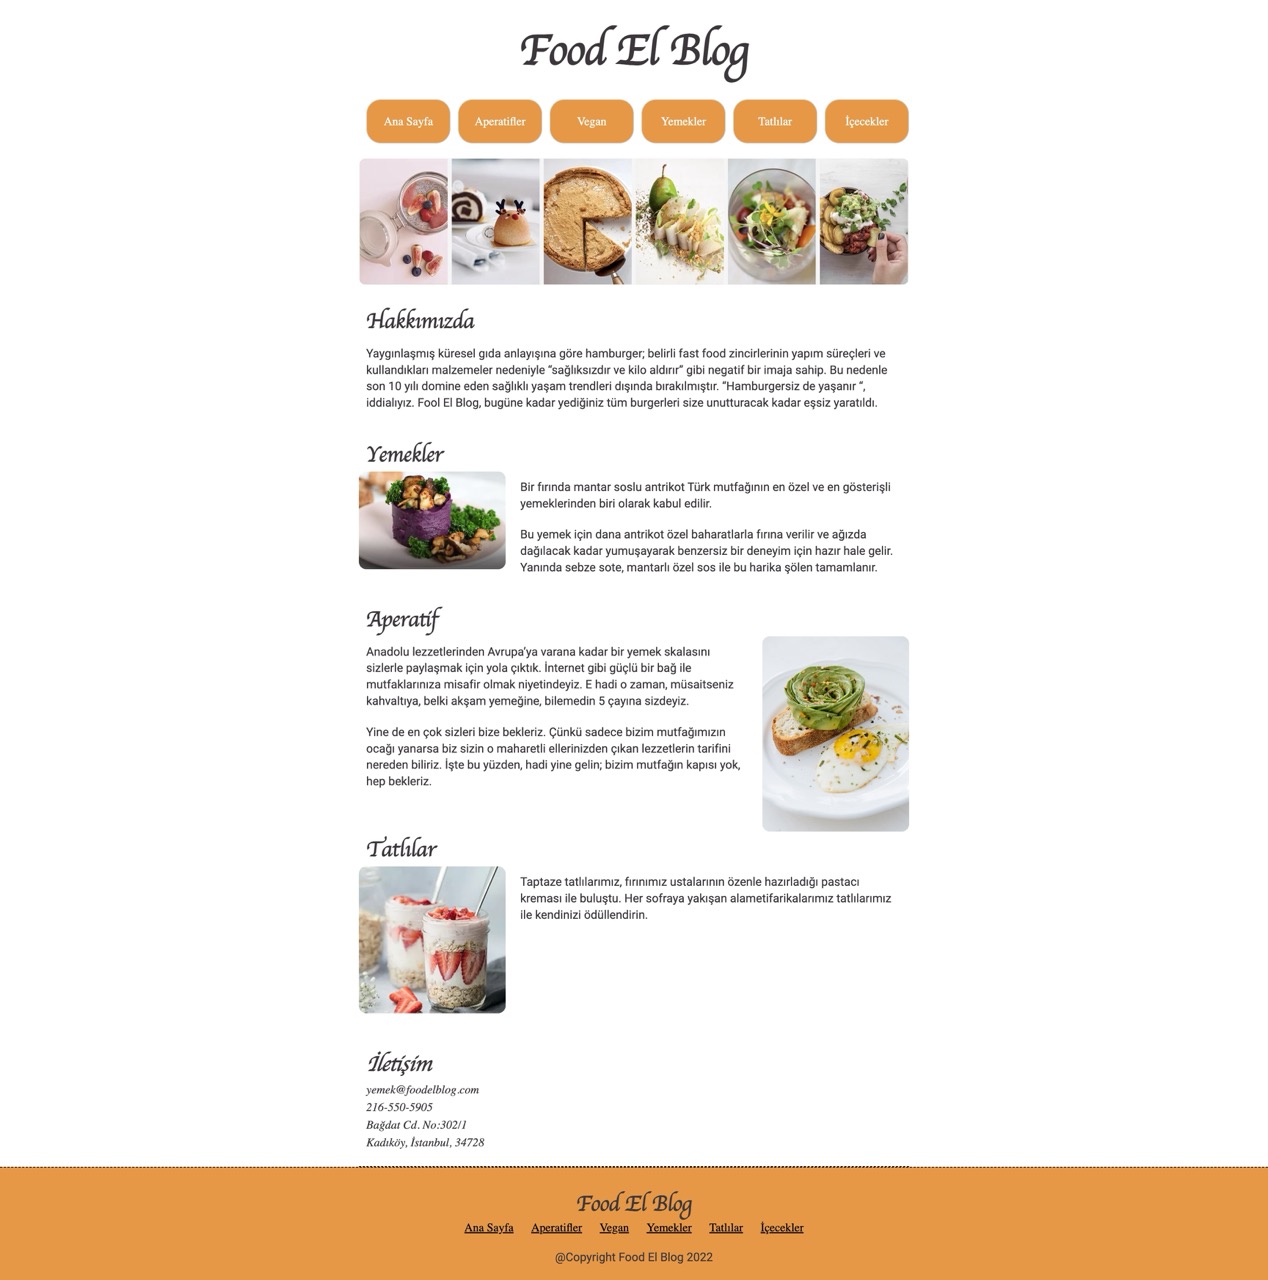 Food El Blog
Ana Sayfa
Aperatifler
Vegan
Yemekler
Tatlılar
İçecekler
Hakkımızda
Yaygınlaşmış küresel gıda anlayışına göre hamburger; belirli fast food zincirlerinin yapım süreçleri ve
kullandıkları malzemeler nedeniyle “sağlıksızdır ve kilo aldırır” gibi negatif bir imaja sahip. Bu nedenle
son 10 yılı domine eden sağlıklı yaşam trendleri dışında bırakılmıştır. “Hamburgersiz de yaşanır “,
iddialıyız. Fool El Blog, bugüne kadar yediğiniz tüm burgerleri size unutturacak kadar eşsiz yaratıldı.
Yemekler
Bir fırında mantar soslu antrikot Türk mutfağının en özel ve en gösterişli
yemeklerinden biri olarak kabul edilir.
Bu yemek için dana antrikot özel baharatlarla fırına verilir ve ağızda
dağılacak kadar yumuşayarak benzersiz bir deneyim için hazır hale gelir.
Yanında sebze sote, mantarlı özel sos ile bu harika şölen tamamlanır.
Aperatif
Anadolu lezzetlerinden Avrupa’ya varana kadar bir yemek skalasını
sizlerle paylaşmak için yola çıktık. İnternet gibi güçlü bir bağ ile
mutfaklarınıza misafir olmak niyetindeyiz. E hadi o zaman, müsaitseniz
kahvaltıya, belki akşam yemeğine, bilemedin 5 çayına sizdeyiz.
Yine de en çok sizleri bize bekleriz. Çünkü sadece bizim mutfağımızın
ocağı yanarsa biz sizin o maharetli ellerinizden çıkan lezzetlerin tarifini
nereden biliriz. İşte bu yüzden, hadi yine gelin; bizim mutfağın kapısı yok,
hep bekleriz.
Tatlılar
Taptaze tatlılarımız, fırınımız ustalarının özenle hazırladığı pastacı
kreması ile buluştu. Her sofraya yakışan alametifarikalarımız tatlılarımız
ile kendinizi ödüllendirin.
İletişim
yemek@foodelblog.com
216-550-5905
Bağdat Cd. No:302/1
Kadıköy, İstanbul, 34728
Food El Blog
Ana Sayfa Aperatifler Vegan Yemekler Tatlılar İçecekler
@Copyright Food El Blog 2022